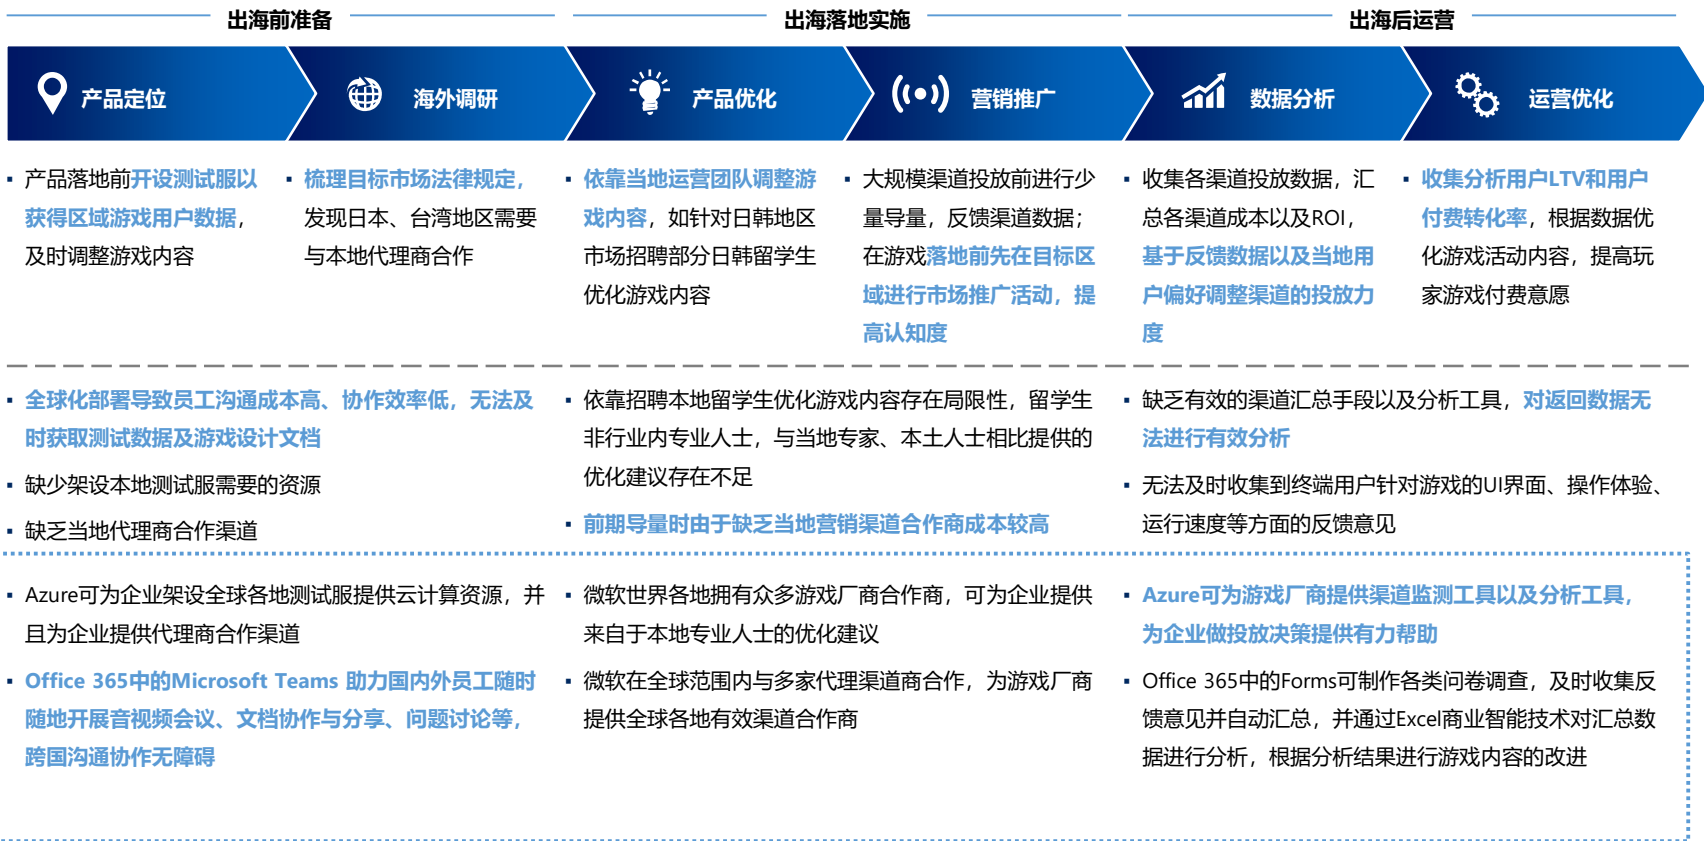 出海前准备
出海落地实施
出海后运营
产品定位
海外调研
产品优化
营销推广
数据分析
运营优化
▪ 产品落地前开设测试服以
获得区域游戏用户数据，
及时调整游戏内容
▪ 梳理目标市场法律规定，
发现日本、台湾地区需要
与本地代理商合作
▪ 依靠当地运营团队调整游
戏内容，如针对日韩地区
市场招聘部分日韩留学生
优化游戏内容
▪ 大规模渠道投放前进行少
量导量，反馈渠道数据；
在游戏落地前先在目标区
域进行市场推广活动，提
高认知度
▪ 收集各渠道投放数据，汇
总各渠道成本以及ROI，
基于反馈数据以及当地用
户偏好调整渠道的投放力
度
▪ 收集分析用户LTV和用户
付费转化率，根据数据优
化游戏活动内容，提高玩
家游戏付费意愿
▪ 全球化部署导致员工沟通成本高、协作效率低，无法及
时获取测试数据及游戏设计文档
▪ 缺少架设本地测试服需要的资源
▪ 缺乏当地代理商合作渠道
▪ 依靠招聘本地留学生优化游戏内容存在局限性，留学生
非行业内专业人士，与当地专家、本土人士相比提供的
优化建议存在不足
▪ 前期导量时由于缺乏当地营销渠道合作商成本较高
▪ 缺乏有效的渠道汇总手段以及分析工具，对返回数据无
法进行有效分析
▪ 无法及时收集到终端用户针对游戏的UI界面、操作体验、
运行速度等方面的反馈意见
▪ Azure可为企业架设全球各地测试服提供云计算资源，并
且为企业提供代理商合作渠道
▪ Office 365中的Microsoft Teams 助力国内外员工随时
随地开展音视频会议、文档协作与分享、问题讨论等，
跨国沟通协作无障碍
▪ 微软世界各地拥有众多游戏厂商合作商，可为企业提供
来自于本地专业人士的优化建议
▪ 微软在全球范围内与多家代理渠道商合作，为游戏厂商
提供全球各地有效渠道合作商
▪ Azure可为游戏厂商提供渠道监测工具以及分析工具，
为企业做投放决策提供有力帮助
▪ Office 365中的Forms可制作各类问卷调查，及时收集反
馈意见并自动汇总，并通过Excel商业智能技术对汇总数
据进行分析，根据分析结果进行游戏内容的改进